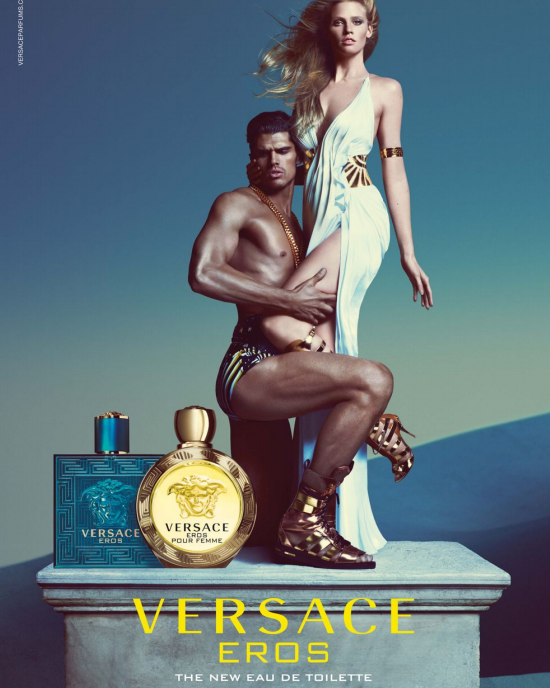 VERSACEPARFUMS.C
VERSACE
EROS
VERSACE
EROS
POUR FEMME
VERSACE
EROS
THE NEW EAU DE TOILETTE